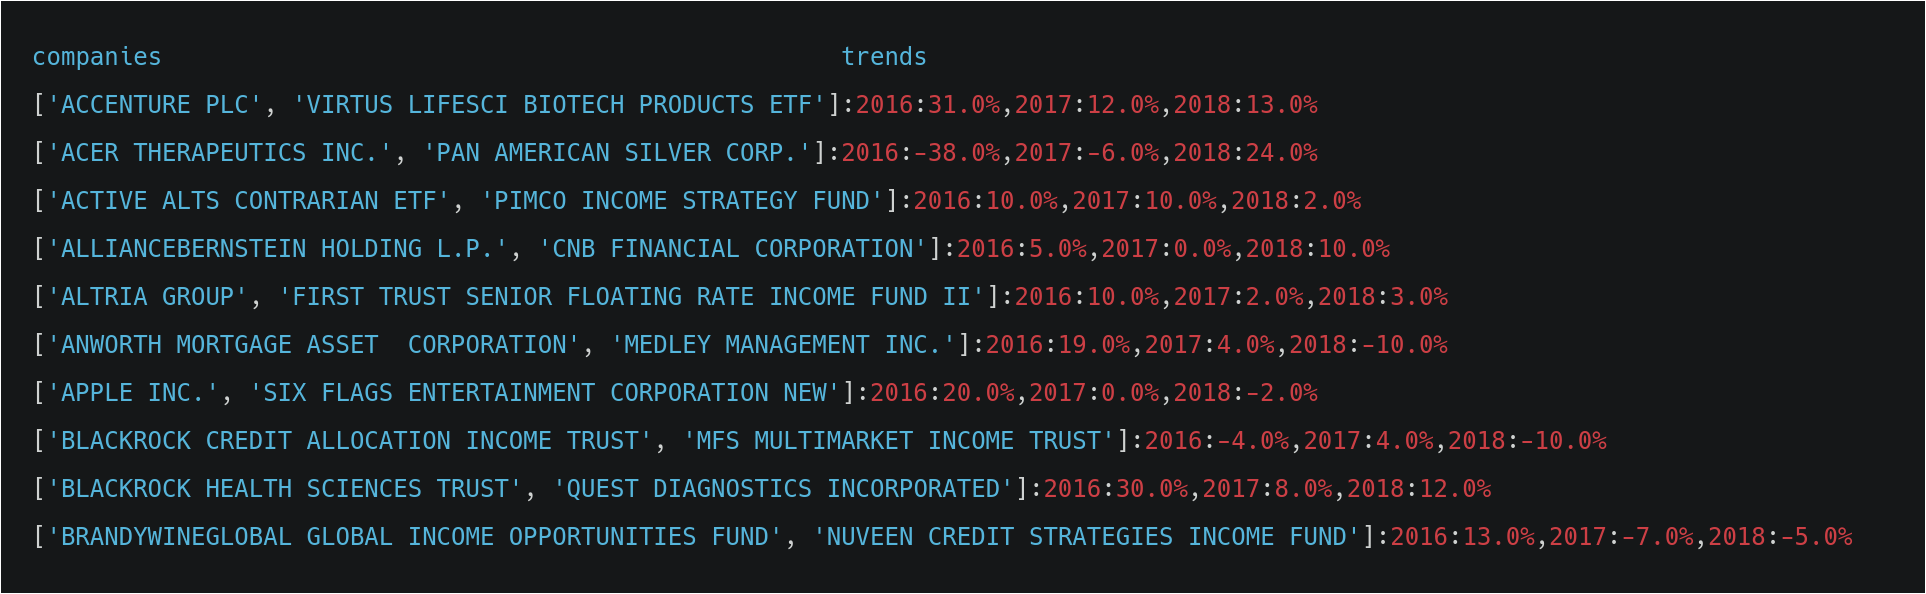 companies trends
['ACCENTURE PLC', 'VIRTUS LIFESCI BIOTECH PRODUCTS ETF']:2016:31.0%,2017:12.0%,2018:13.0%
['ACER THERAPEUTICS INC.', 'PAN AMERICAN SILVER CORP.']:2016:-38.0%,2017:-6.0%,2018:24.0%
['ACTIVE ALTS CONTRARIAN ETF', 'PIMCO INCOME STRATEGY FUND']:2016:10.0%,2017:10.0%,2018:2.0%
['ALLIANCEBERNSTEIN HOLDING L.P.', 'CNB FINANCIAL CORPORATION']:2016:5.0%,2017:0.0%,2018:10.0%
['ALTRIA GROUP', 'FIRST TRUST SENIOR FLOATING RATE INCOME FUND II']:2016:10.0%,2017:2.0%,2018:3.0%
['ANWORTH MORTGAGE ASSET  CORPORATION', 'MEDLEY MANAGEMENT INC.']:2016:19.0%,2017:4.0%,2018:-10.0%
['APPLE INC.', 'SIX FLAGS ENTERTAINMENT CORPORATION NEW']:2016:20.0%,2017:0.0%,2018:-2.0%
['BLACKROCK CREDIT ALLOCATION INCOME TRUST', 'MFS MULTIMARKET INCOME TRUST']:2016:-4.0%,2017:4.0%,2018:-10.0%
['BLACKROCK HEALTH SCIENCES TRUST', 'QUEST DIAGNOSTICS INCORPORATED']:2016:30.0%,2017:8.0%,2018:12.0%
['BRANDYWINEGLOBAL GLOBAL INCOME OPPORTUNITIES FUND', 'NUVEEN CREDIT STRATEGIES INCOME FUND']:2016:13.0%,2017:-7.0%,2018:-5.0%